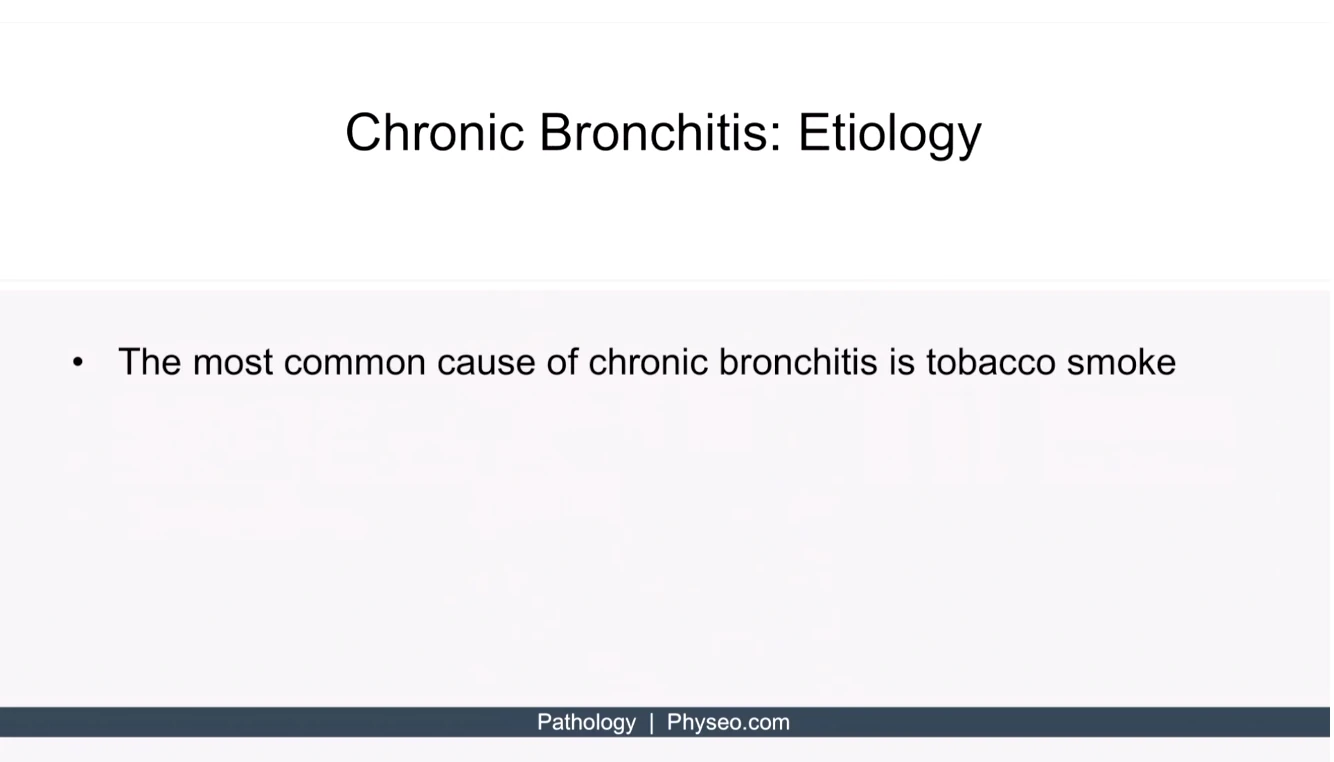 Chronic Bronchitis: Etiology
• The most common cause of chronic bronchitis is tobacco smoke
Pathology | Physeo.com